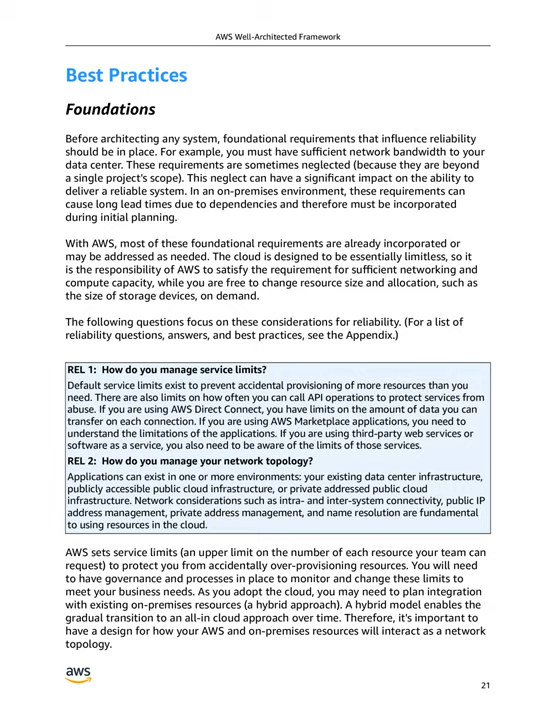 AWS Well-Architected Framework
Best Practices
Foundations
Before architecting any system, foundational requirements that influence reliability
should be in place. For example, you must have sufficient network bandwidth to your
data center. These requirements are sometimes neglected (because they are beyond
a single project's scope). This neglect can have a significant impact on the ability to
deliver a reliable system. In an on-premises environment, these requirements can
cause long lead times due to dependencies and therefore must be incorporated
during initial planning.
With AWS, most of these foundational requirements are already incorporated or
may be addressed as needed. The cloud is designed to be essentially limitless, so it
is the responsibility of AWS to satisfy the requirement for sufficient networking and
compute capacity, while you are free to change resource size and allocation, such as
the size of storage devices, on demand.
The following questions focus on these considerations for reliability. (For a list of
reliability questions, answers, and best practices, see the Appendix.)
REL 1: How do you manage service limits?
Default service limits exist to prevent accidental provisioning of more resources than you
need. There are also limits on how often you can call API operations to protect services from
abuse. If you are using AWS Direct Connect, you have limits on the amount of data you can
transfer on each connection. If you are using AWS Marketplace applications, you need to
understand the limitations of the applications. If you are using third-party web services or
software as a service, you also need to be aware of the limits of those services.
REL 2: How do you manage your network topology?
Applications can exist in one or more environments: your existing data center infrastructure,
publicly accessible public cloud infrastructure, or private addressed public cloud
infrastructure. Network considerations such as intra- and inter-system connectivity, public IP
address management, private address management, and name resolution are fundamental
to using resources in the cloud.
AWS sets service limits (an upper limit on the number of each resource your team can
request) to protect you from accidentally over-provisioning resources. You will need
to have governance and processes in place to monitor and change these limits to
meet your business needs. As you adopt the cloud, you may need to plan integration
with existing on-premises resources (a hybrid approach). A hybrid model enables the
gradual transition to an all-in cloud approach over time. Therefore, it's important to
have a design for how your AWS and on-premises resources will interact as a network
topology.
aws
21